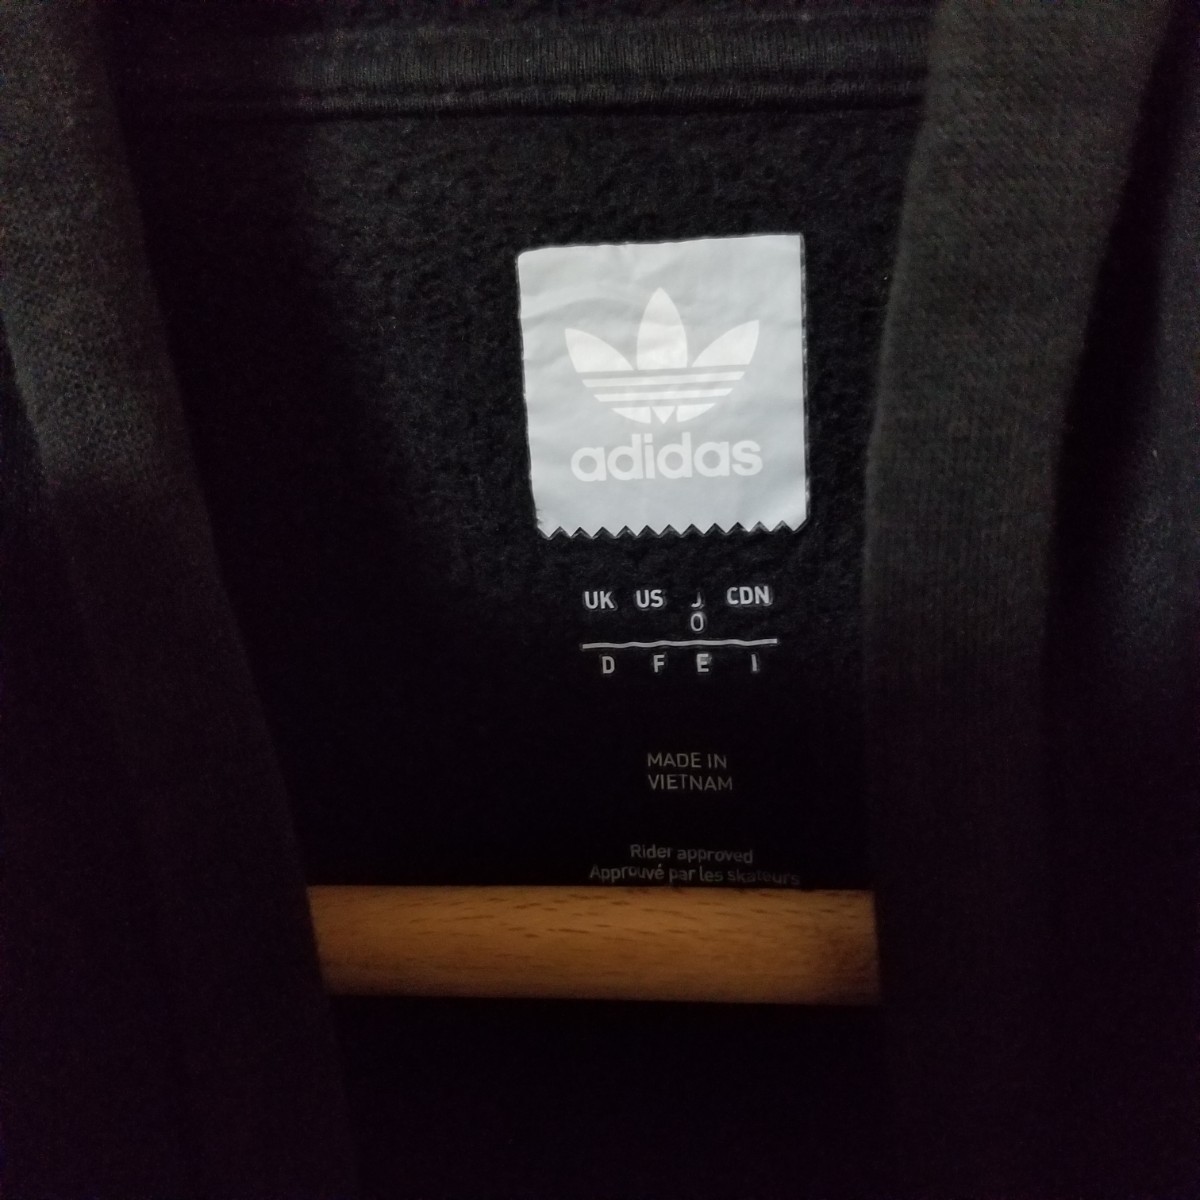 adidas
UK US J CDN
O
D F E I
MADE IN
VIETNAM
Rider approved
Approuvé par les skateurs